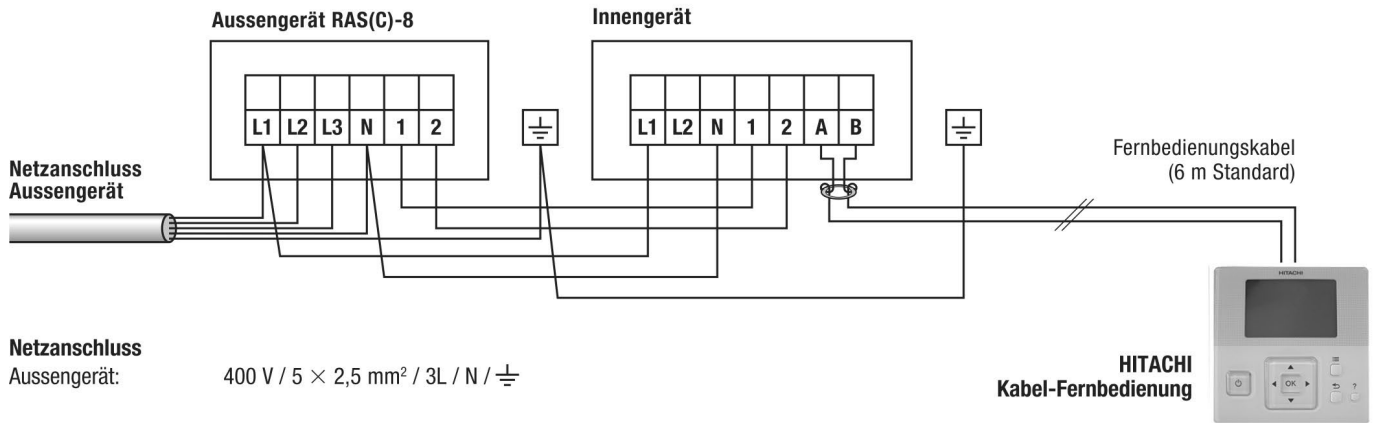 Aussengerät RAS(C)-8
Innengerät
L1 L2 L3 N 1 2
L1 L2 N 1 2 A B
Netzanschluss
Aussengerät
Fernbedienungskabel
(6 m Standard)
HITACHI
OK
?
HITACHI
Kabel-Fernbedienung
Netzanschluss
Aussengerät: 400 V / 5 × 2,5 mm² / 3L / N / ⏚